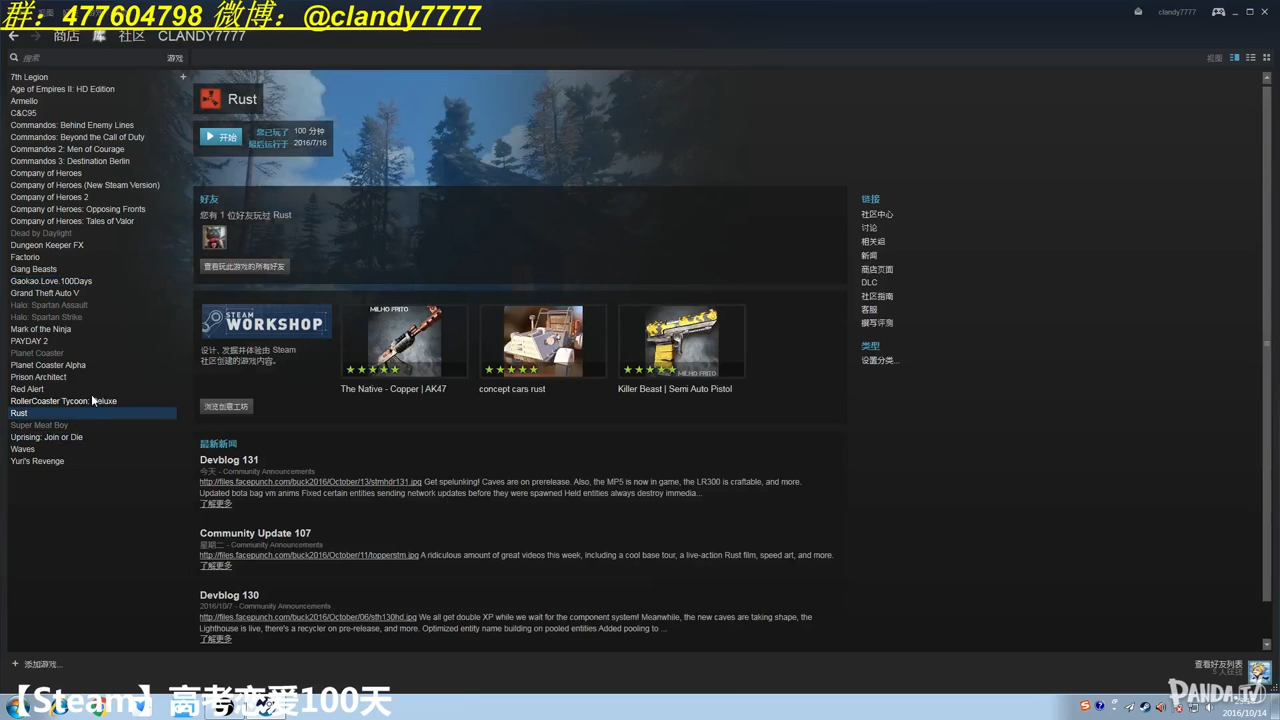 群：477604798 微博：@clandy7777
clandy7777
商店 库 社区 CLANDY7777
搜索 游戏
视图
7th Legion
Age of Empires II: HD Edition
Armello
C&C95
Commandos: Behind Enemy Lines
Commandos: Beyond the Call of Duty
Commandos 2: Men of Courage
Commandos 3: Destination Berlin
Company of Heroes
Company of Heroes (New Steam Version)
Company of Heroes 2
Company of Heroes: Opposing Fronts
Company of Heroes: Tales of Valor
Dead by Daylight
Dungeon Keeper FX
Factorio
Gang Beasts
Gaokao.Love.100Days
Grand Theft Auto V
Halo: Spartan Assault
Halo: Spartan Strike
Mark of the Ninja
PAYDAY 2
Planet Coaster
Planet Coaster Alpha
Prison Architect
Red Alert
RollerCoaster Tycoon: Deluxe
Rust
Super Meat Boy
Uprising: Join or Die
Waves
Yuri's Revenge
添加游戏...
Rust
开始
您已玩了 100 分钟
最后运行于 2016/7/16
好友
您有 1 位好友玩过 Rust
查看玩此游戏的所有好友
STEAM WORKSHOP
设计、发掘并体验由 Steam
社区创建的游戏内容。
浏览创意工坊
MILHO FRITO
The Native - Copper | AK47
concept cars rust
MILHO FRITO
Killer Beast | Semi Auto Pistol
最新新闻
Devblog 131
今天 - Community Announcements
http://files.facepunch.com/buck2016/October/13/stmhdr131.jpg Get spelunking! Caves are on prerelease. Also, the MP5 is now in game, the LR300 is craftable, and more.
Updated bota bag vm anims Fixed certain entities sending network updates before they were spawned Held entities always destroy immedia...
了解更多
Community Update 107
星期二 - Community Announcements
http://files.facepunch.com/buck2016/October/11/topperstm.jpg A ridiculous amount of great videos this week, including a cool base tour, a live-action Rust film, speed art, and more.
了解更多
Devblog 130
2016/10/7 - Community Announcements
http://files.facepunch.com/buck2016/October/06/sth130hd.jpg We all get double XP while we wait for the component system! Meanwhile, the new caves are taking shape, the
Lighthouse is live, there's a recycler on pre-release, and more. Optimized entity name building on pooled entities Added pooling to ...
了解更多
链接
社区中心
讨论
相关组
新闻
商店页面
DLC
社区指南
客服
撰写评测
类型
设置分类...
查看好友列表
5 人在线
【Steam】高考恋爱100天
PANDA.TV
2016/10/14